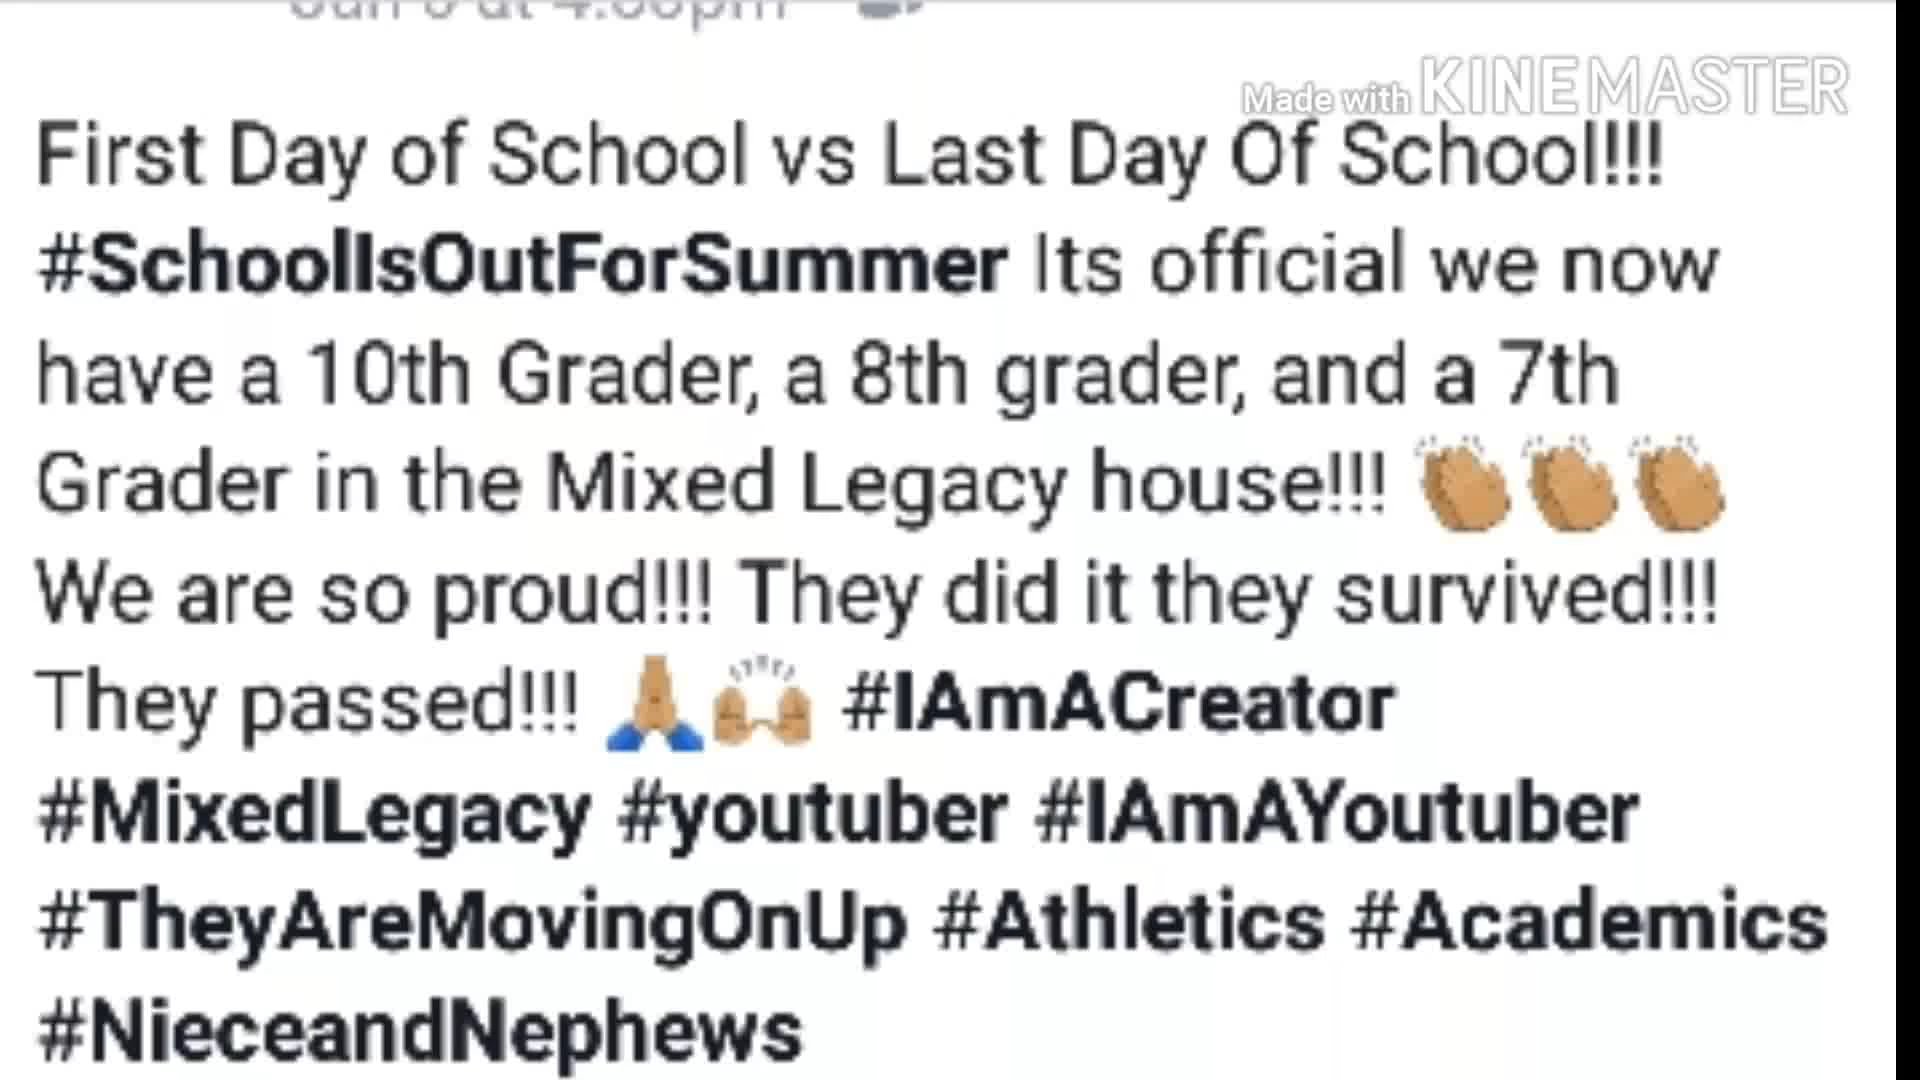 Made with KINEMASTER
First Day of School vs Last Day Of School!!!
#SchoolIsOutForSummer Its official we now
have a 10th Grader, a 8th grader, and a 7th
Grader in the Mixed Legacy house!!! 👏🏽👏🏽👏🏽
We are so proud!!! They did it they survived!!!
They passed!!! 🙏🏽🙌🏽 #IAmACreator
#MixedLegacy #youtuber #IAmAYoutuber
#TheyAreMovingOnUp #Athletics #Academics
#NieceandNephews